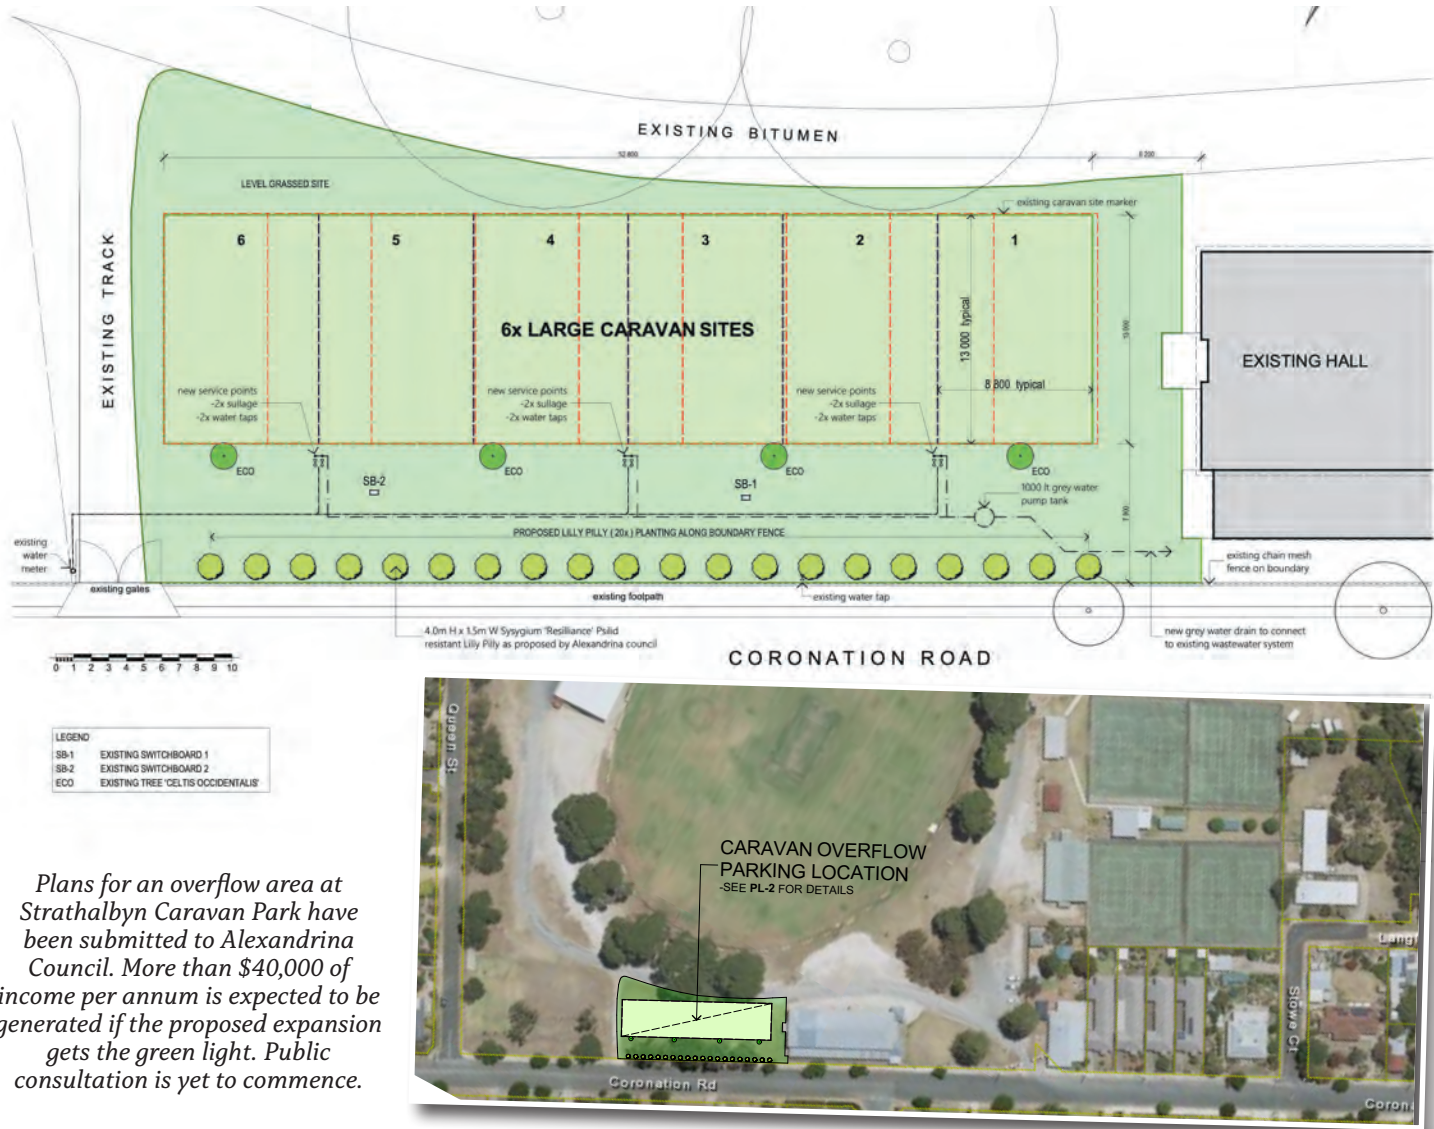 EXISTING BITUMEN
52 800
LEVEL GRASSED SITE
existing caravan site marker
EXISTING TRACK
6
5
4
3
2
1
6x LARGE CARAVAN SITES
13 000 typical
8 800 typical
EXISTING HALL
new service points
-2x sullage
-2x water taps
new service points
-2x sullage
-2x water taps
new service points
-2x sullage
-2x water taps
ECO
ECO
ECO
ECO
SB-2
SB-1
1000 lt grey water
pump tank
PROPOSED LILLY PILLY ( 20x ) PLANTING ALONG BOUNDARY FENCE
existing
water
meter
existing gates
existing footpath
existing water tap
existing chain mesh
fence on boundary
4.0m H x 1.5m W Sysygium 'Resilliance' Psilid
resistant Lilly Pilly as proposed by Alexandrina council
new grey water drain to connect
to existing wastewater system
CORONATION ROAD
0 1 2 3 4 5 6 7 8 9 10
LEGEND
SB-1 EXISTING SWITCHBOARD 1
SB-2 EXISTING SWITCHBOARD 2
ECO EXISTING TREE 'CELTIS OCCIDENTALIS'
Plans for an overflow area at
Strathalbyn Caravan Park have
been submitted to Alexandrina
Council. More than $40,000 of
income per annum is expected to be
generated if the proposed expansion
gets the green light. Public
consultation is yet to commence.
Queen St
CARAVAN OVERFLOW
PARKING LOCATION
-SEE PL-2 FOR DETAILS
Lang
Stowe Ct
Coronation Rd
Corona